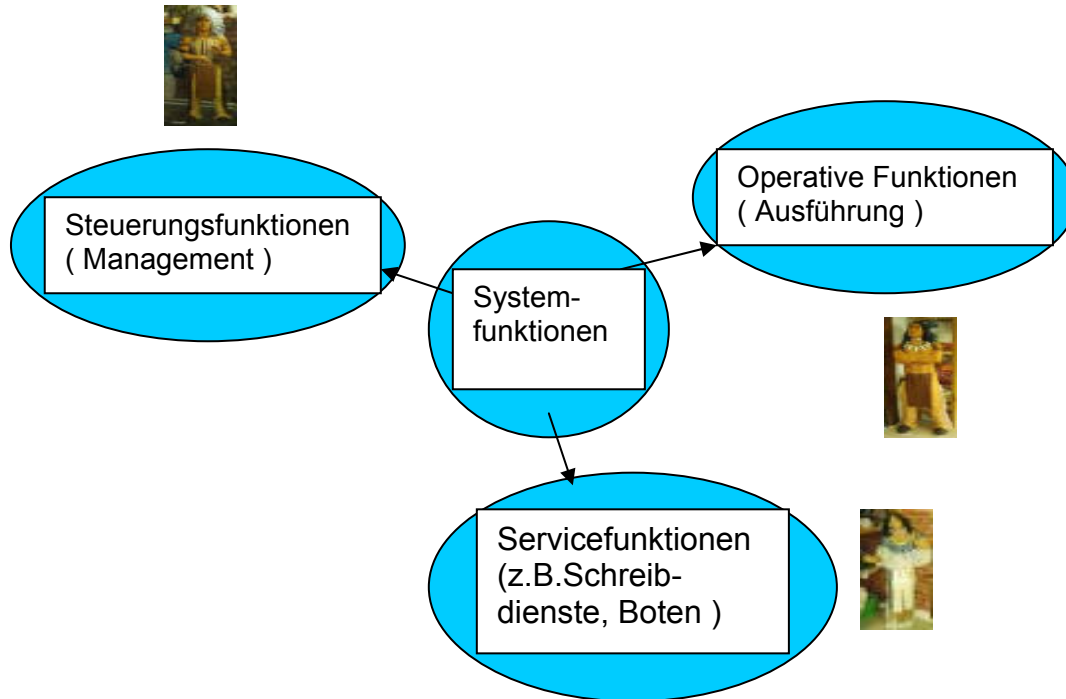 Steuerungsfunktionen
( Management )
Operative Funktionen
( Ausführung )
System-
funktionen
Servicefunktionen
(z.B.Schreib-
dienste, Boten )